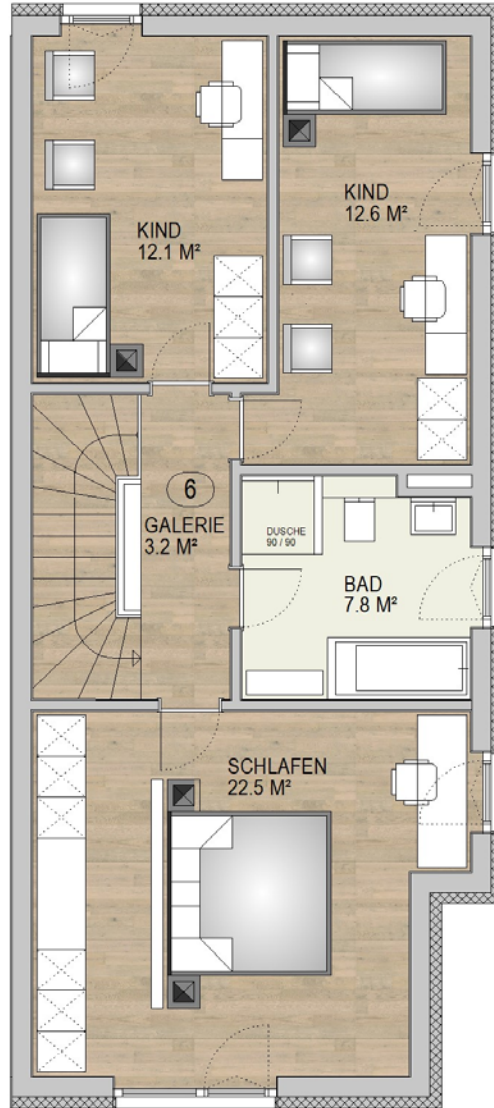 KIND
12.1 M²
KIND
12.6 M²
6
GALERIE
3.2 M²
DUSCHE
90 / 90
BAD
7.8 M²
SCHLAFEN
22.5 M²